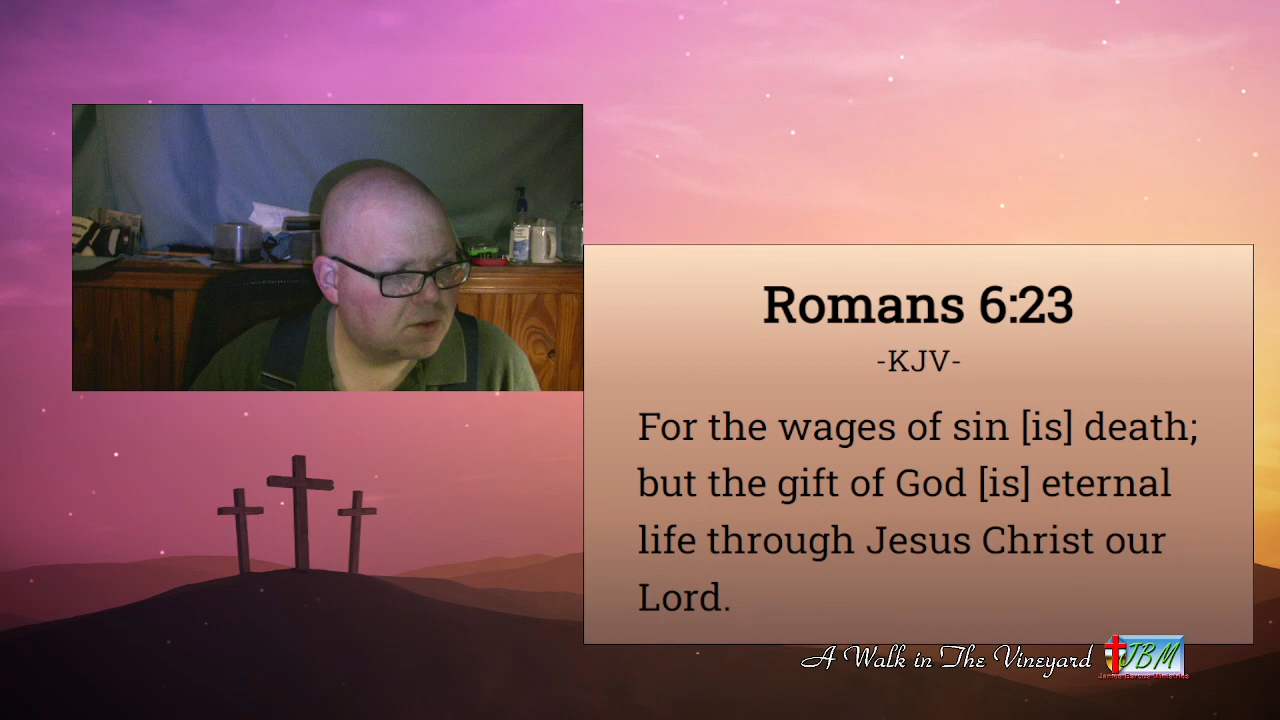 Romans 6:23
-KJV-
For the wages of sin [is] death;
but the gift of God [is] eternal
life through Jesus Christ our
Lord.
A Walk in The Vineyard
JBM